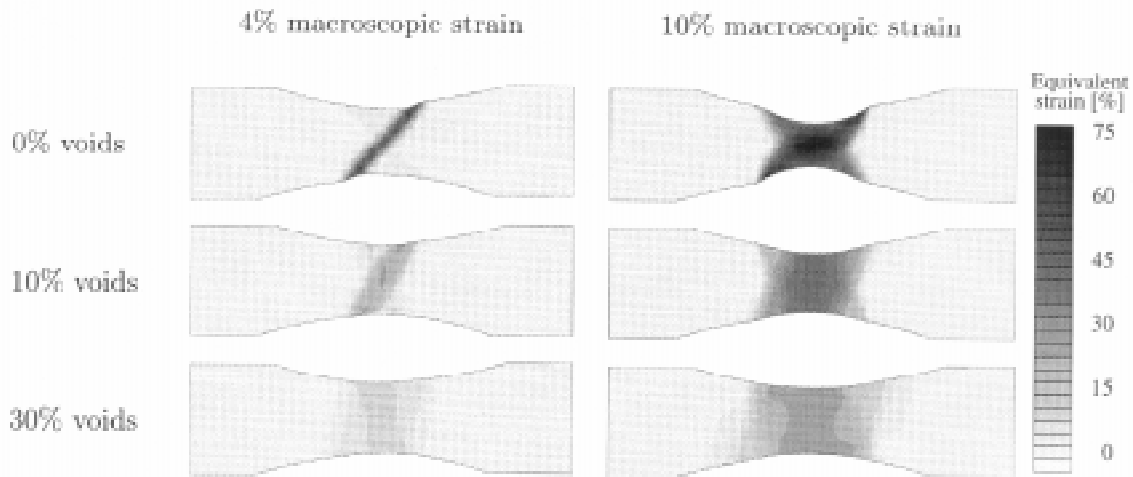 4% macroscopic strain
10% macroscopic strain
Equivalent
strain [%]
0% voids
10% voids
30% voids
75
60
45
30
15
0